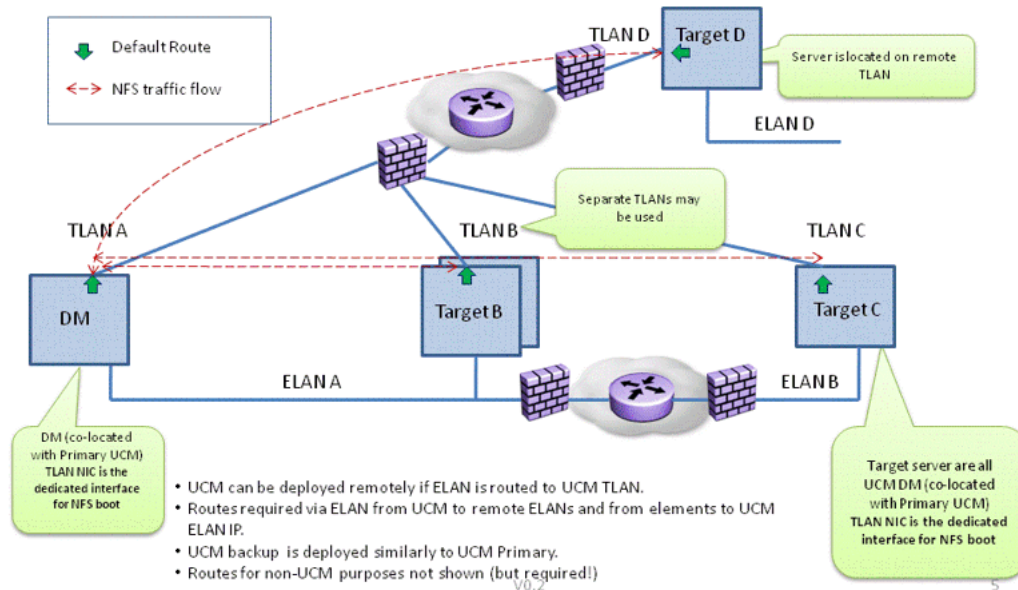 Default Route
NFS traffic flow
TLAN D
Target D
Server is located on remote
TLAN
ELAN D
Separate TLANs may
be used
TLAN A
TLAN B
TLAN C
DM
Target B
Target C
ELAN A
ELAN B
DM (co-located
with Primary UCM)
TLAN NIC is the
dedicated interface
for NFS boot
Target server are all
UCM DM (co-located
with Primary UCM)
TLAN NIC is the dedicated
interface for NFS boot
• UCM can be deployed remotely if ELAN is routed to UCM TLAN.
• Routes required via ELAN from UCM to remote ELANs and from elements to UCM
ELAN IP.
• UCM backup is deployed similarly to UCM Primary.
• Routes for non-UCM purposes not shown (but required!)
V0.2
5